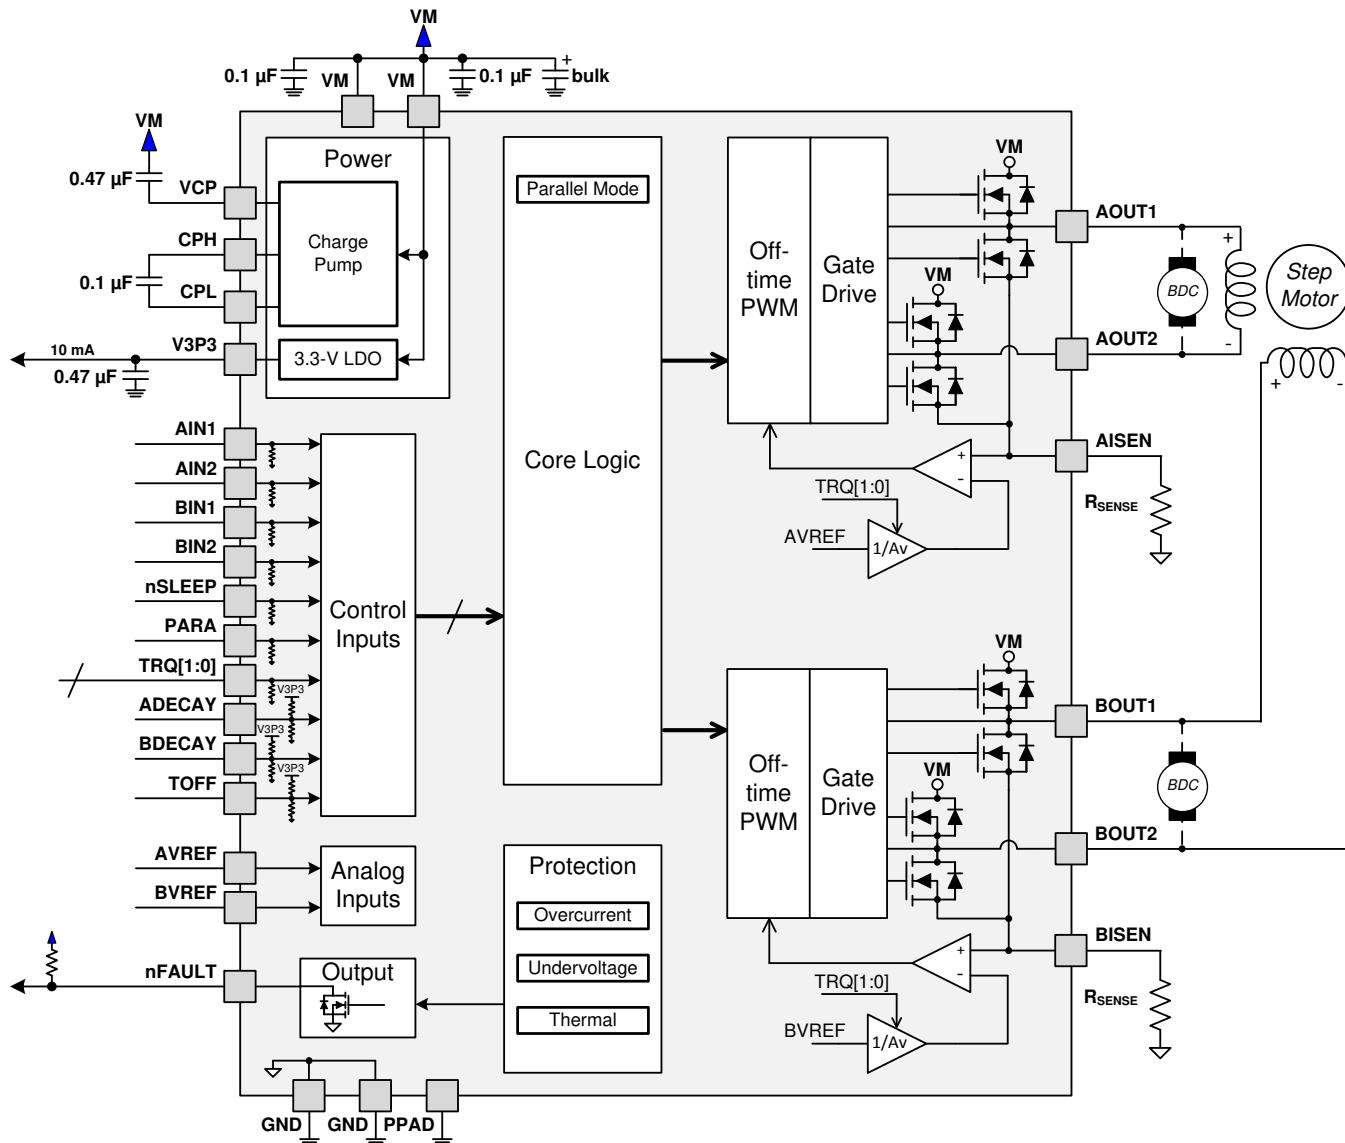 VM
0.1 µF
VM
VM
0.1 µF
+
bulk
VM
0.47 µF
VCP
CPH
0.1 µF
CPL
10 mA
V3P3
0.47 µF
Power
Charge
Pump
3.3-V LDO
AIN1
AIN2
BIN1
BIN2
nSLEEP
PARA
TRQ[1:0]
ADECAY
BDECAY
TOFF
V3P3
V3P3
V3P3
Control
Inputs
AVREF
BVREF
Analog
Inputs
nFAULT
Output
GND
GND
PPAD
Parallel Mode
Core Logic
Protection
Overcurrent
Undervoltage
Thermal
Off-
time
PWM
Gate
Drive
VM
VM
AOUT1
AOUT2
BDC
+
-
Step
Motor
+
-
AISEN
RSENSE
+
-
TRQ[1:0]
AVREF
1/Av
Off-
time
PWM
Gate
Drive
VM
VM
BOUT1
BOUT2
BDC
BISEN
RSENSE
+
-
TRQ[1:0]
BVREF
1/Av